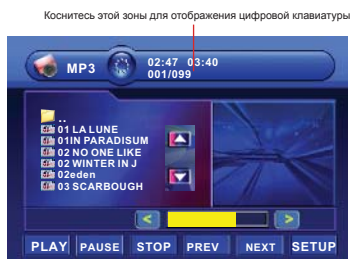 Коснитесь этой зоны для отображения цифровой клавиатуры
MP3
02:47 03:40
001/099
..
01 LA LUNE
01IN PARADISUM
02 NO ONE LIKE
02 WINTER IN J
02eden
03 SCARBOUGH
< >
PLAY PAUSE STOP PREV NEXT SETUP